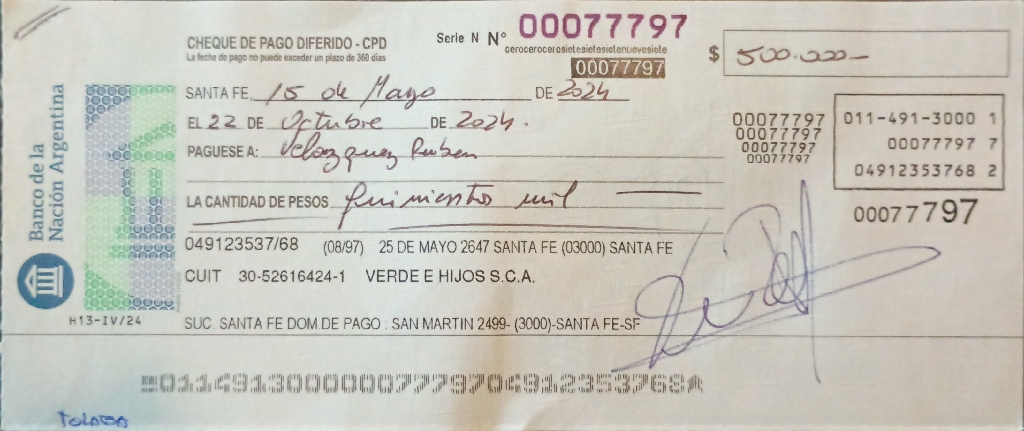 CHEQUE DE PAGO DIFERIDO - CPD
La fecha de pago no puede exceder un plazo de 360 días
Serie N Nº 00077797
cerocerocerosietesietesietenuevesiete
00077797
$ 500.000-
SANTA FE, 15 de Mayo DE 2024
EL 22 DE Octubre DE 2024.
PAGUESE A: Velazquez Ruben
LA CANTIDAD DE PESOS quinientos mil
00077797
00077797
00077797
00077797
011-491-3000 1
00077797 7
04912353768 2
00077797
049123537/68 (08/97) 25 DE MAYO 2647 SANTA FE (03000) SANTA FE
CUIT 30-52616424-1 VERDE E HIJOS S.C.A.
SUC. SANTA FE DOM.DE PAGO : SAN MARTIN 2499- (3000)-SANTA FE-SF
Banco de la
Nación Argentina
H13-IV/24
01149130000007779704912353768
TOLABA